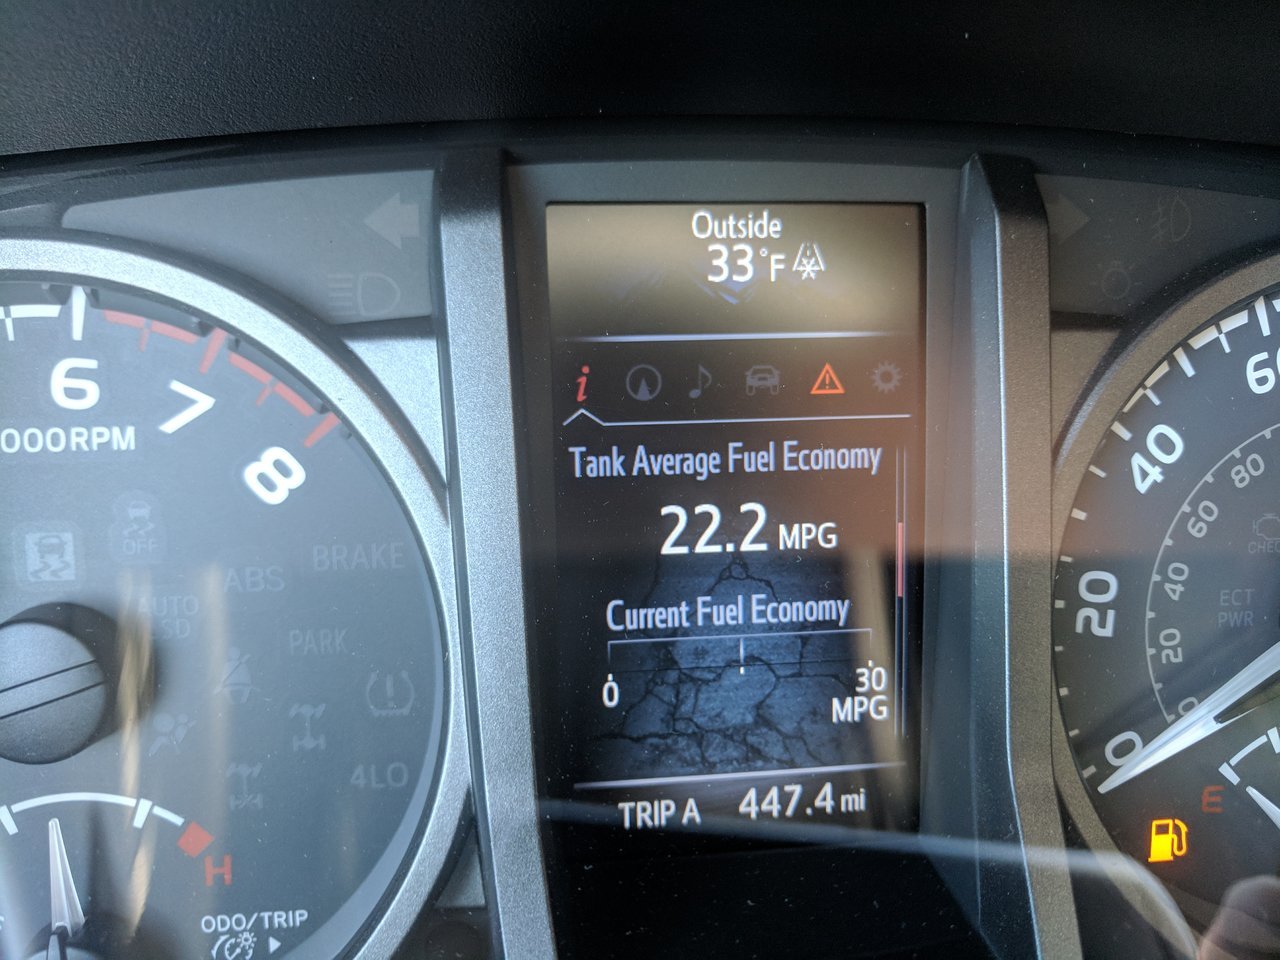 Outside
33°F
6
7
8
000RPM
i
Tank Average Fuel Economy
22.2 MPG
Current Fuel Economy
0
30
MPG
TRIP A 447.4 mi
OFF
BRAKE
ABS
AUTO
PARK
4LO
H
ODO/TRIP
0
20
40
60
20
40
60
80
ECT
PWR
E